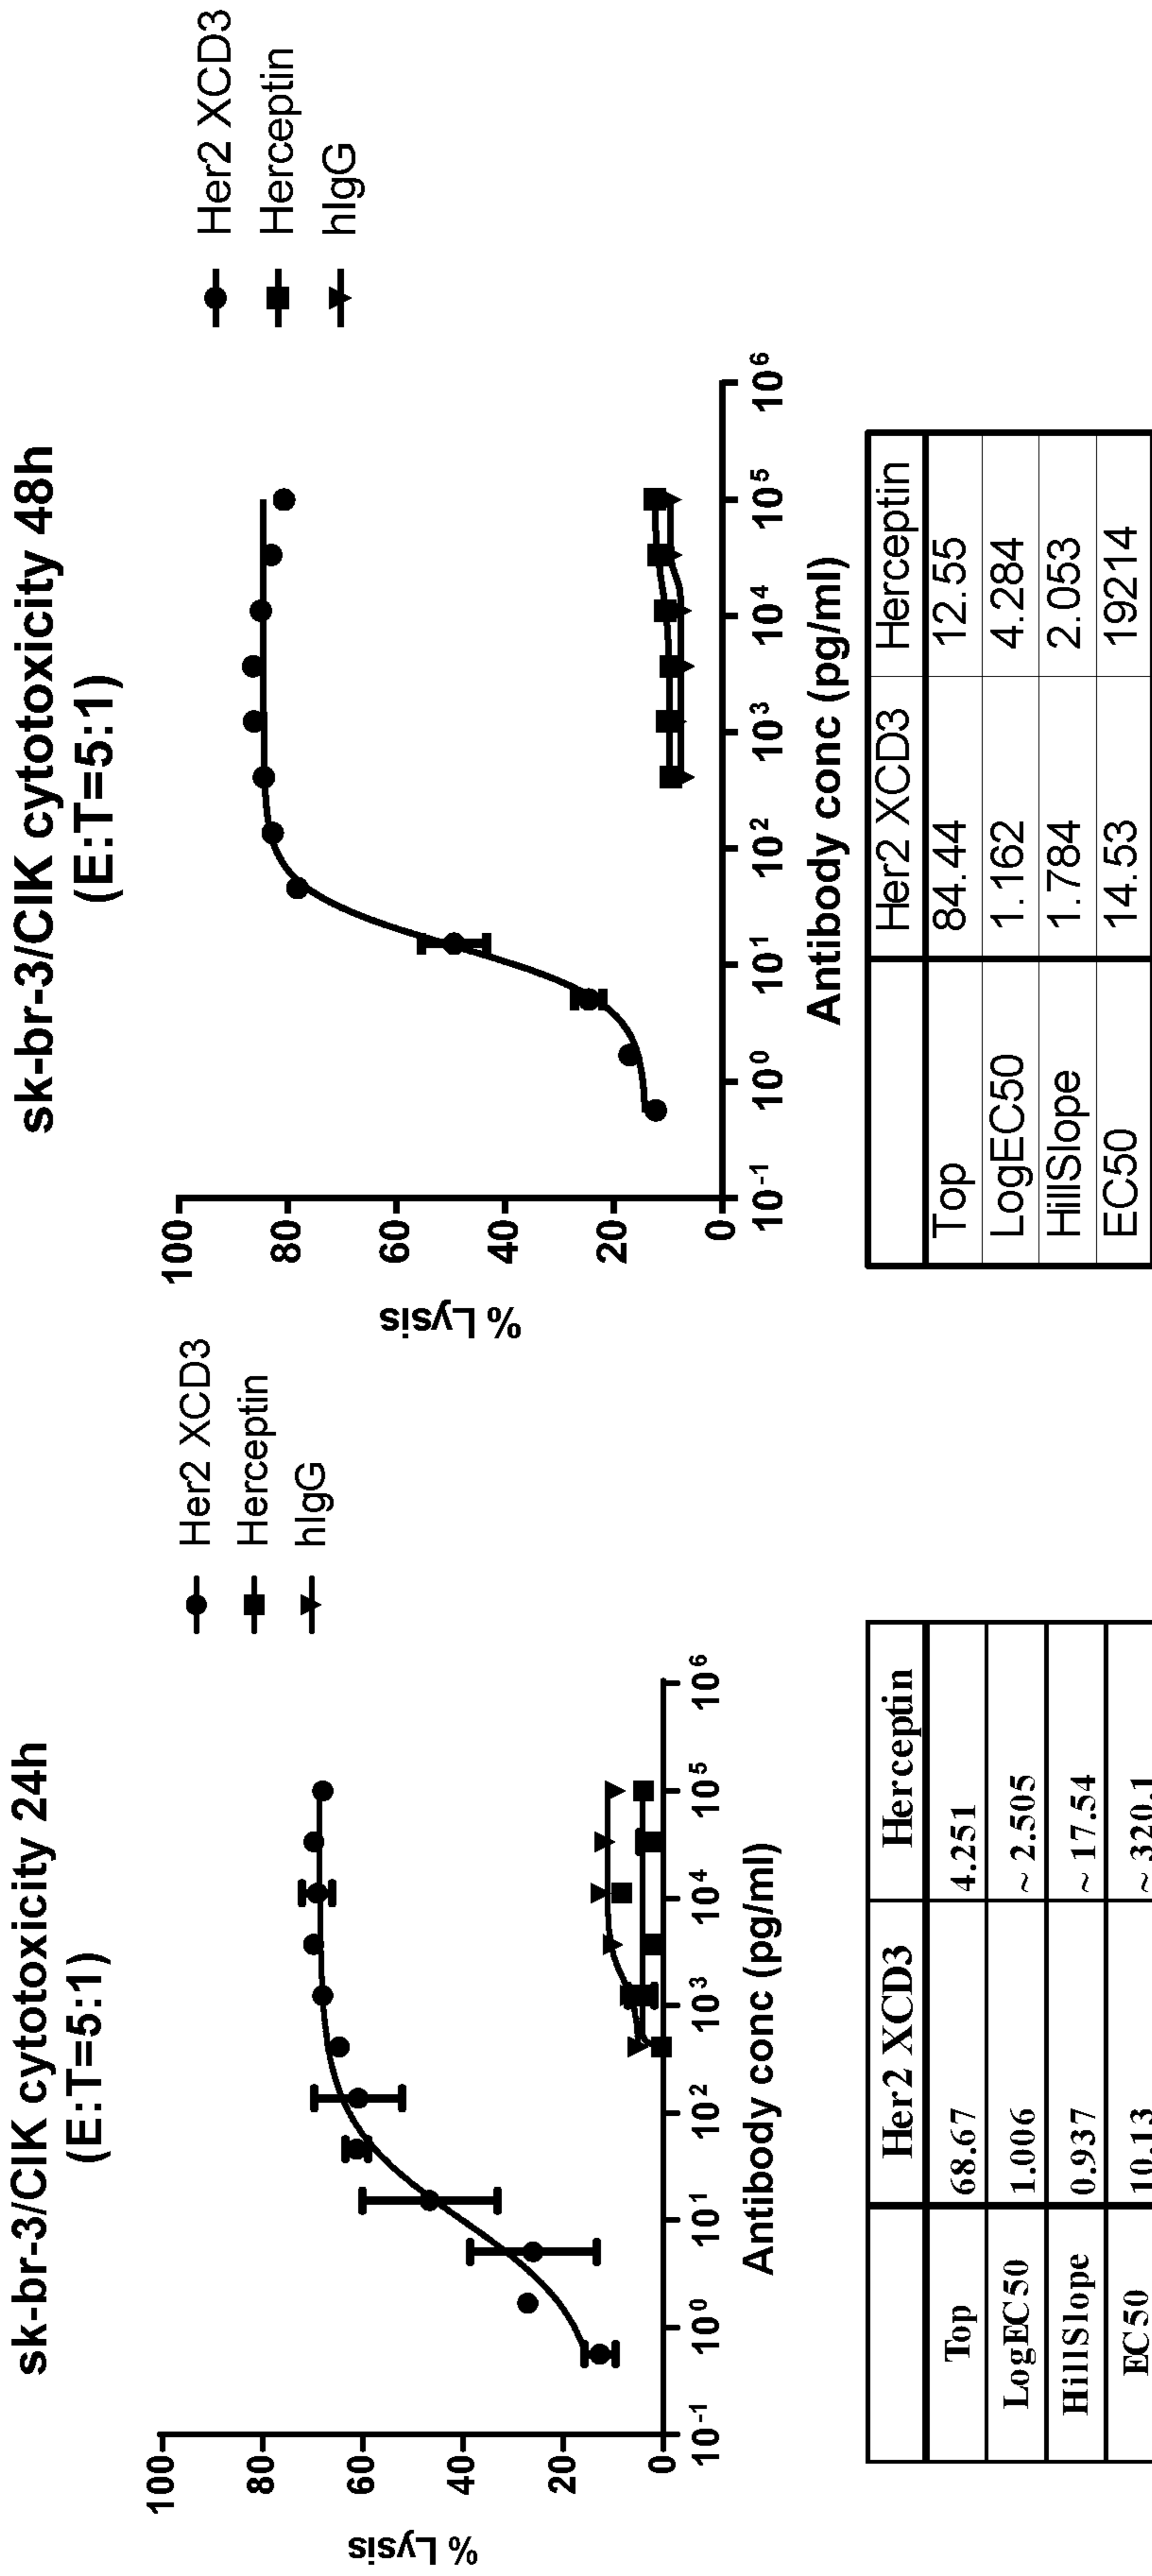 sk-br-3/CIK cytotoxicity 24h
(E:T=5:1)
% Lysis
100
80
60
40
20
0
10-1
100
101
102
103
104
105
106
Antibody conc (pg/ml)
Her2 XCD3
Herceptin
hIgG
Her2 XCD3 Herceptin
Top 68.67 4.251
LogEC50 1.006 ~ 2.505
HillSlope 0.937 ~ 17.54
EC50 10.13 ~ 320.1
sk-br-3/CIK cytotoxicity 48h
(E:T=5:1)
% Lysis
100
80
60
40
20
0
10-1
100
101
102
103
104
105
106
Antibody conc (pg/ml)
Her2 XCD3
Herceptin
hIgG
Her2 XCD3 Herceptin
Top 84.44 12.55
LogEC50 1.162 4.284
HillSlope 1.784 2.053
EC50 14.53 19214